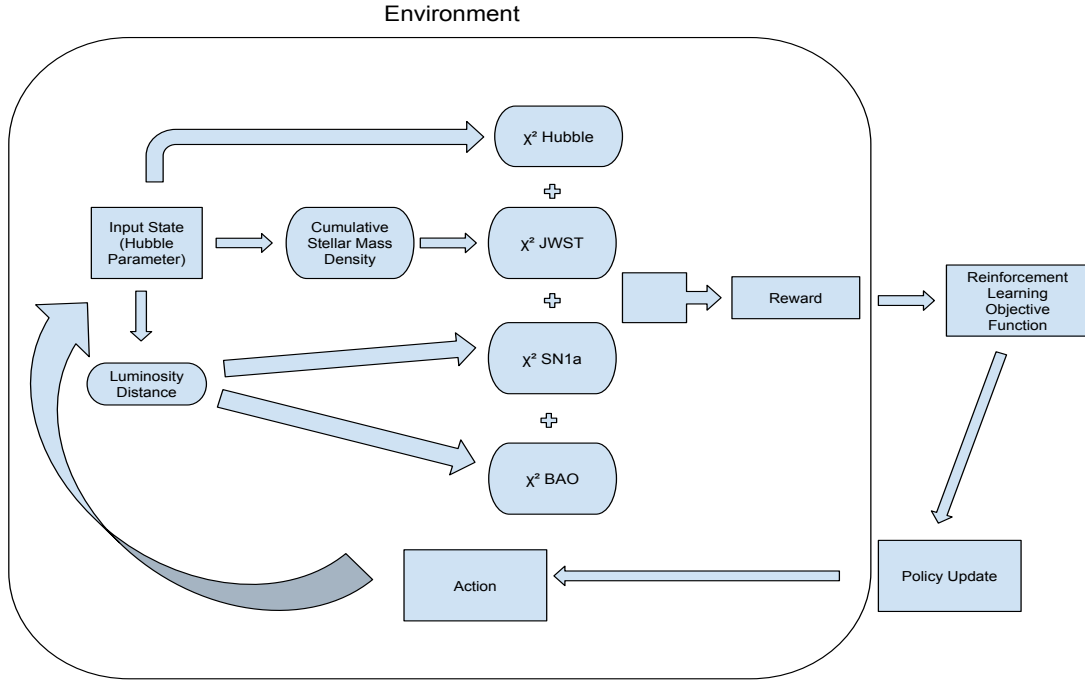 Environment
χ² Hubble
Input State
(Hubble
Parameter)
Cumulative
Stellar Mass
Density
χ² JWST
Reward
Reinforcement
Learning
Objective
Function
Luminosity
Distance
χ² SN1a
χ² BAO
Action
Policy Update